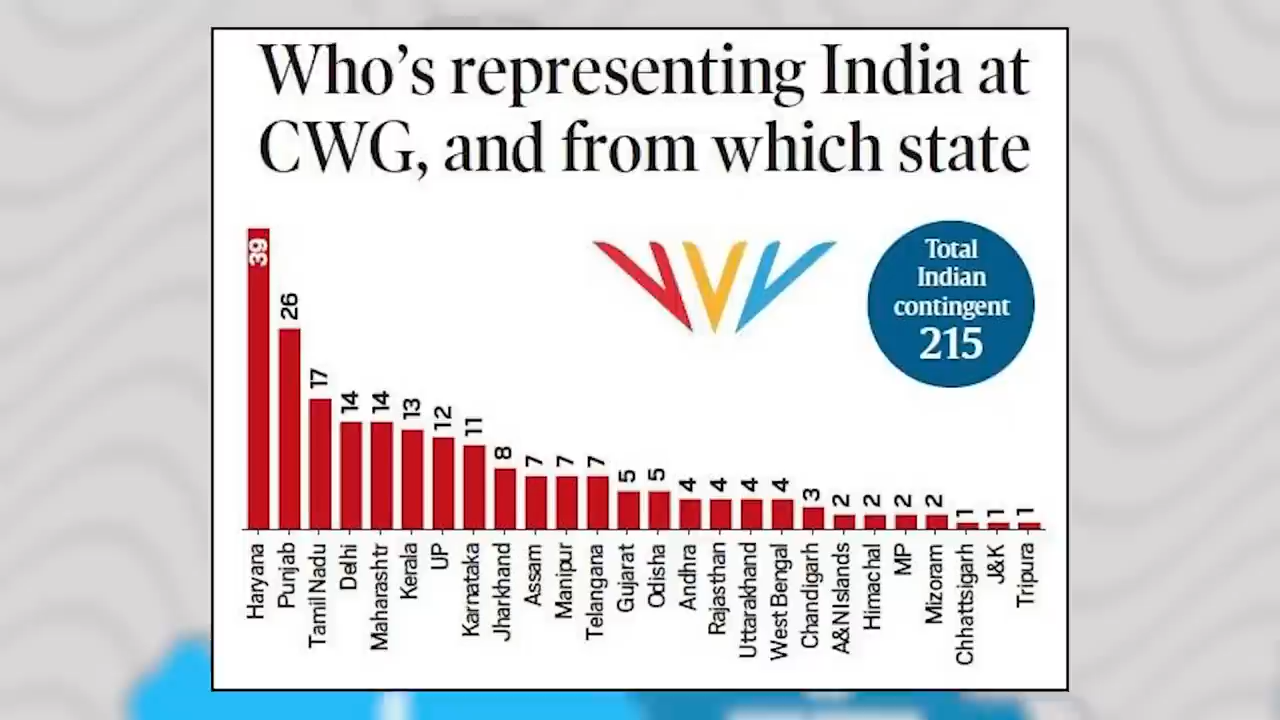 Who's representing India at
CWG, and from which state
Total
Indian
contingent
215
39
26
17
14
14
13
12
11
8
7
7
7
5
5
4
4
4
4
3
2
2
2
2
1
1
1
Haryana
Punjab
Tamil Nadu
Delhi
Maharashtr
Kerala
UP
Karnataka
Jharkhand
Assam
Manipur
Telangana
Gujarat
Odisha
Andhra
Rajasthan
Uttarakhand
West Bengal
Chandigarh
A&N Islands
Himachal
MP
Mizoram
Chhattsigarh
J&K
Tripura